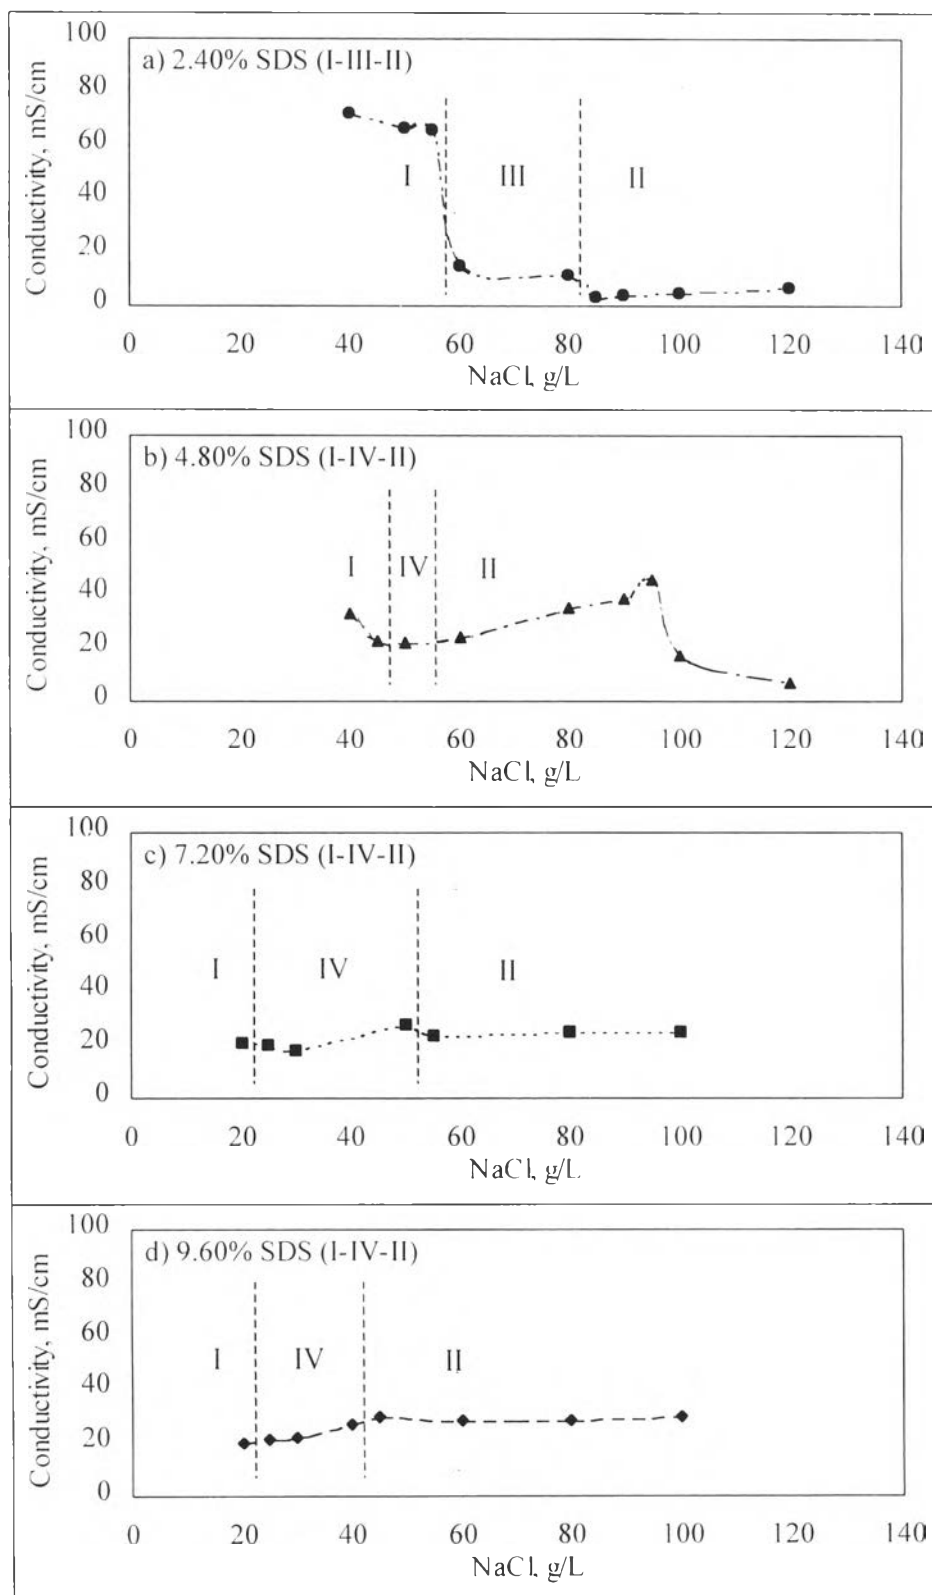 100
a) 2.40% SDS (I-III-II)
80
60
40
20
0
Conductivity, mS/cm
I
III
II
0 20 40 60 80 100 120 140
NaCl, g/L
100
b) 4.80% SDS (I-IV-II)
80
60
40
20
0
Conductivity, mS/cm
I
IV
II
0 20 40 60 80 100 120 140
NaCl, g/L
100
c) 7.20% SDS (I-IV-II)
80
60
40
20
0
Conductivity, mS/cm
I
IV
II
0 20 40 60 80 100 120 140
NaCl, g/L
100
d) 9.60% SDS (I-IV-II)
80
60
40
20
0
Conductivity, mS/cm
I
IV
II
0 20 40 60 80 100 120 140
NaCl, g/L